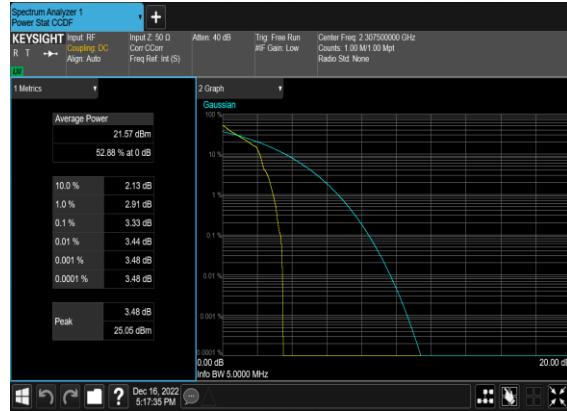 Spectrum Analyzer 1
Power Stat CCDF
KEYSIGHT
R T
LV
Input: RF
Coupling: DC
Align: Auto
Input Z: 50 Ω
Corr CCorr
Freq Ref: Int (S)
Atten: 40 dB
Trig: Free Run
#IF Gain: Low
Center Freq: 2.307500000 GHz
Counts: 1.00 M/1.00 Mpt
Radio Std: None
1 Metrics
Average Power
21.57 dBm
52.88 % at 0 dB
10.0 % 2.13 dB
1.0 % 2.91 dB
0.1 % 3.33 dB
0.01 % 3.44 dB
0.001 % 3.48 dB
0.0001 % 3.48 dB
Peak
3.48 dB
25.05 dBm
2 Graph
Gaussian
100 %
10 %
1 %
0.1 %
0.01 %
0.001 %
0.0001 %
0.00 dB
20.00 dB
Info BW 5.0000 MHz
?
Dec 16, 2022
5:17:35 PM